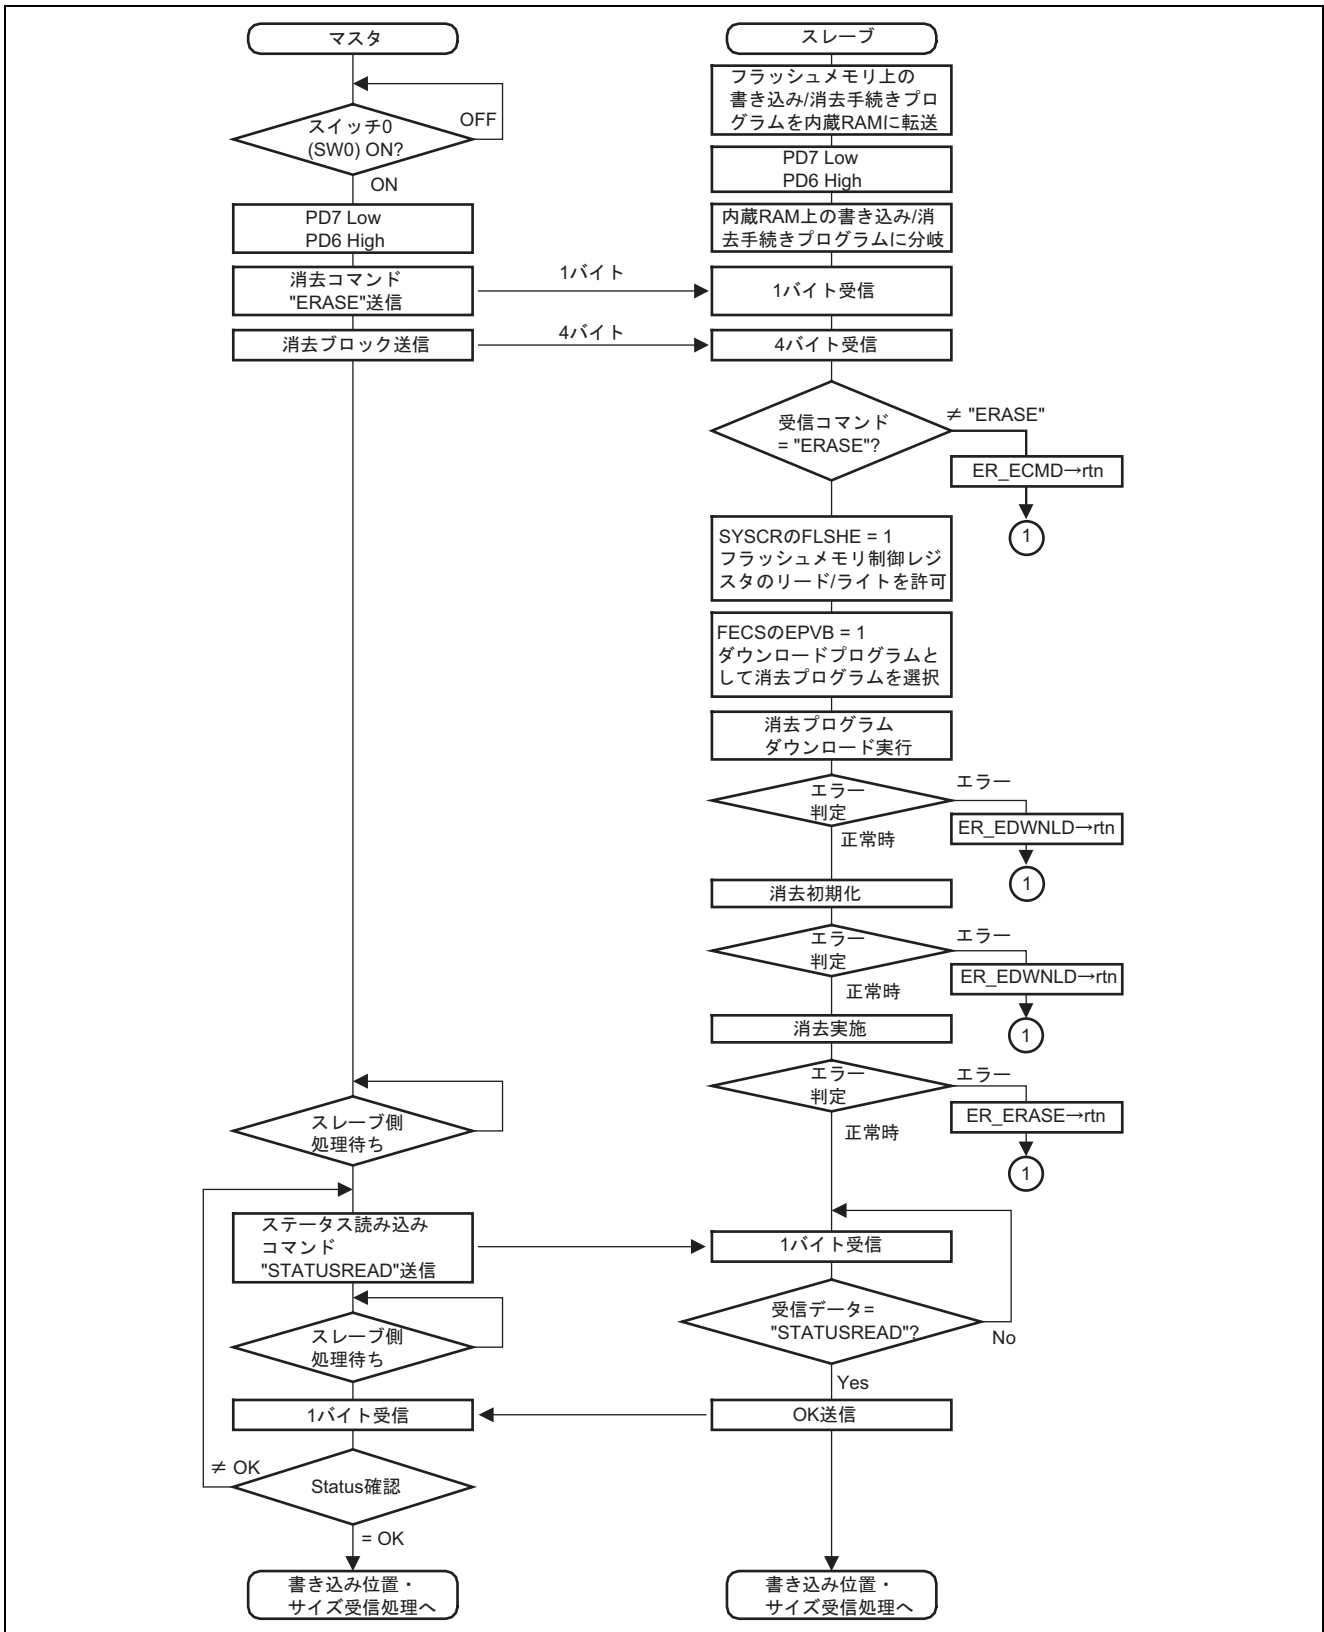 マスタ
スイッチ0
(SW0) ON?
OFF
ON
PD7 Low
PD6 High
消去コマンド
"ERASE"送信
1バイト
消去ブロック送信
4バイト
スレーブ側
処理待ち
ステータス読み込み
コマンド
"STATUSREAD"送信
スレーブ側
処理待ち
1バイト受信
≠ OK
Status確認
= OK
書き込み位置・
サイズ受信処理へ
スレーブ
フラッシュメモリ上の
書き込み/消去手続きプロ
グラムを内蔵RAMに転送
PD7 Low
PD6 High
内蔵RAM上の書き込み/消
去手続きプログラムに分岐
1バイト受信
4バイト受信
受信コマンド
= "ERASE"?
≠ "ERASE"
ER_ECMD→rtn
1
SYSCRのFLSHE = 1
フラッシュメモリ制御レジ
スタのリード/ライトを許可
FECSのEPVB = 1
ダウンロードプログラムと
して消去プログラムを選択
消去プログラム
ダウンロード実行
エラー
判定
エラー
正常時
ER_EDWNLD→rtn
1
消去初期化
エラー
判定
エラー
正常時
ER_EDWNLD→rtn
1
消去実施
エラー
判定
エラー
正常時
ER_ERASE→rtn
1
1バイト受信
受信データ=
"STATUSREAD"?
No
Yes
OK送信
書き込み位置・
サイズ受信処理へ